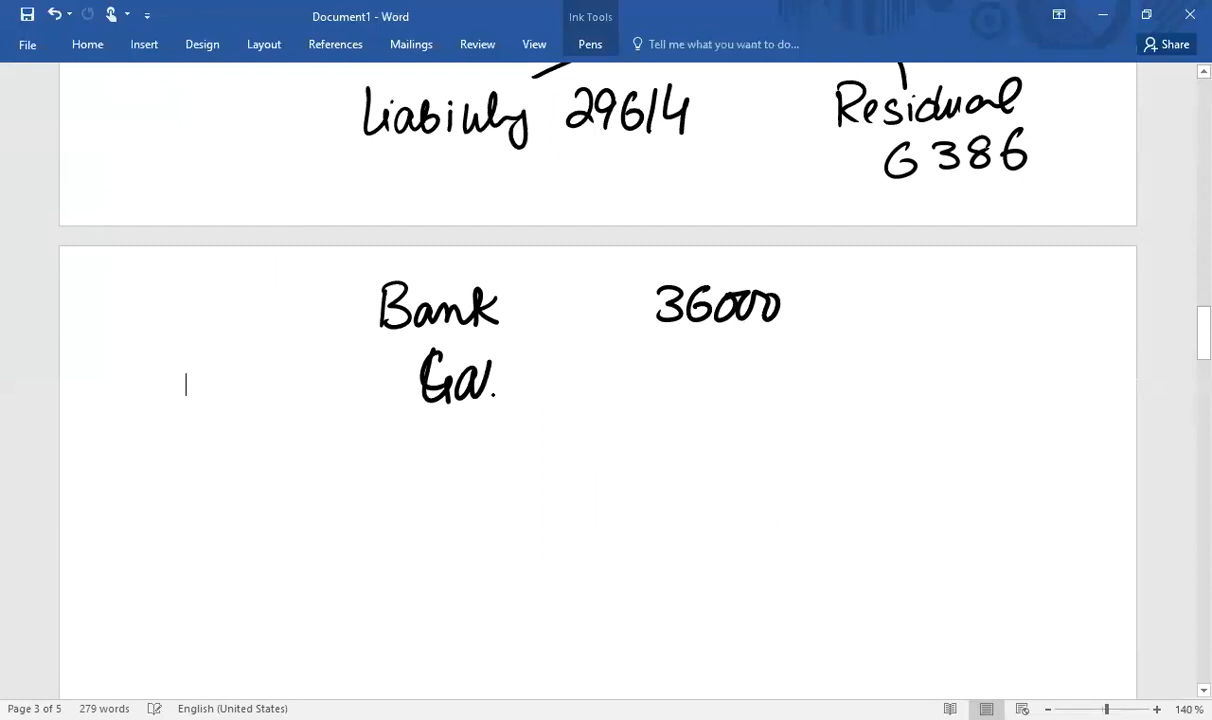 Document1 - Word
Ink Tools
File Home Insert Design Layout References Mailings Review View Pens Tell me what you want to do... Share
Liability 29614
Residual
6386
Bank 36000
Page 3 of 5 279 words English (United States) 140 %